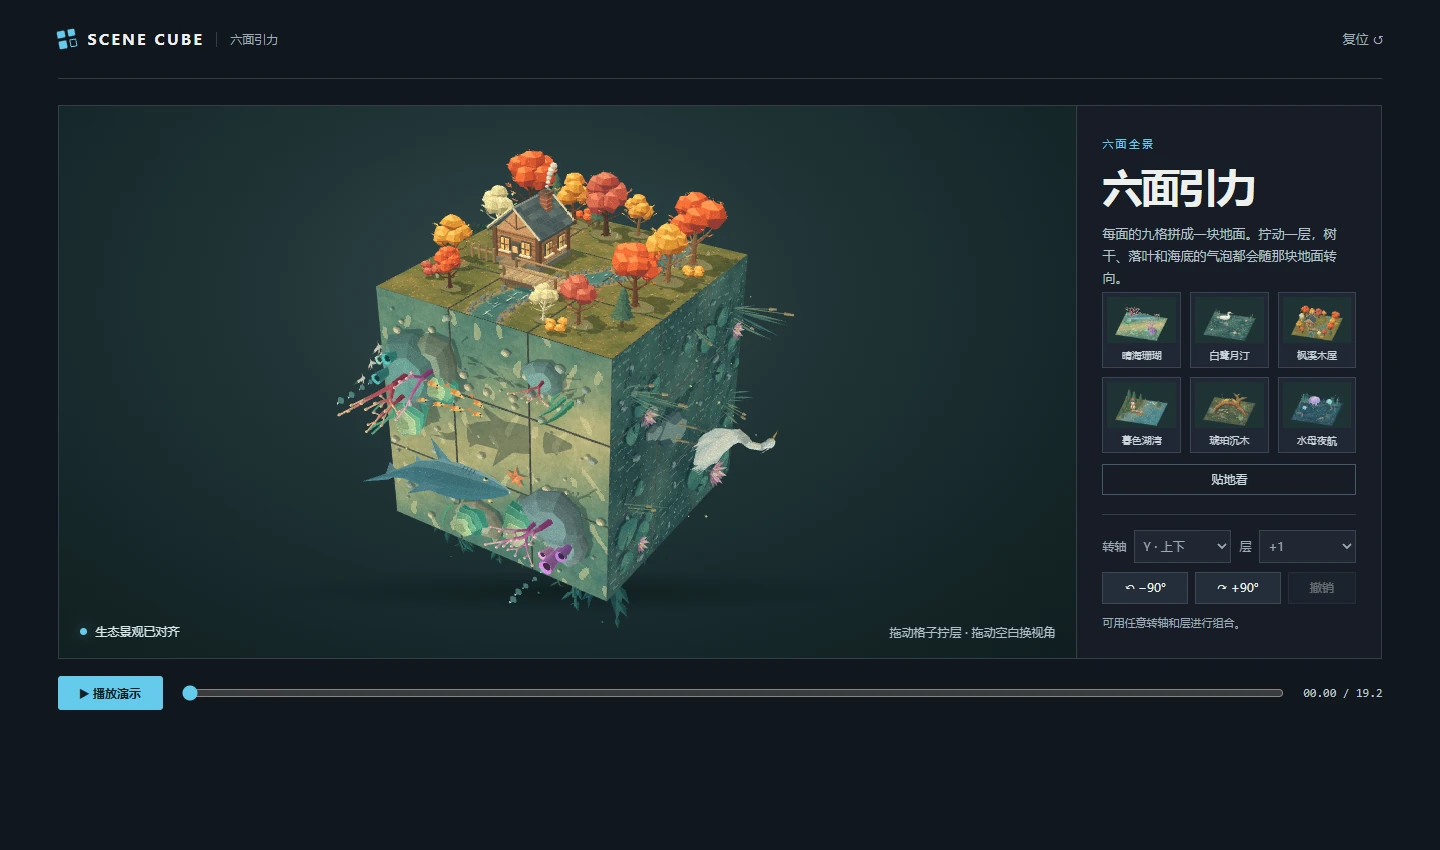 SCENE CUBE
六面引力
复位 ↺
六面全景
六面引力
每面的九格拼成一块地面。拧动一层，树
干、落叶和海底的气泡都会随那块地面转
向。
晴海珊瑚
白鹭月汀
枫溪木屋
暮色湖湾
琥珀沉木
水母夜航
贴地看
转轴
Y · 上下
层
+1
↶ −90°
↷ +90°
撤销
可用任意转轴和层进行组合。
生态景观已对齐
拖动格子拧层 · 拖动空白换视角
▶ 播放演示
00.00 / 19.2